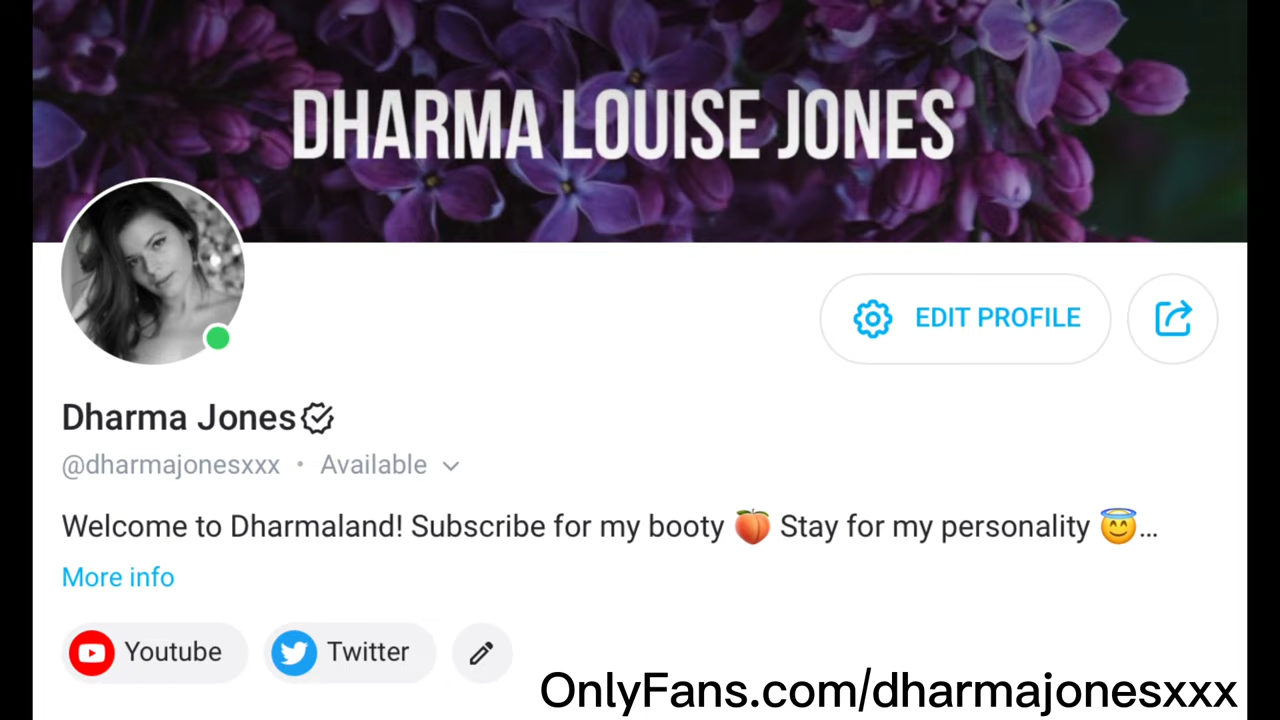 DHARMA LOUISE JONES
EDIT PROFILE
Dharma Jones
@dharmajonesxxx • Available
Welcome to Dharmaland! Subscribe for my booty 🍑 Stay for my personality 😇...
More info
Youtube Twitter
OnlyFans.com/dharmajonesxxx